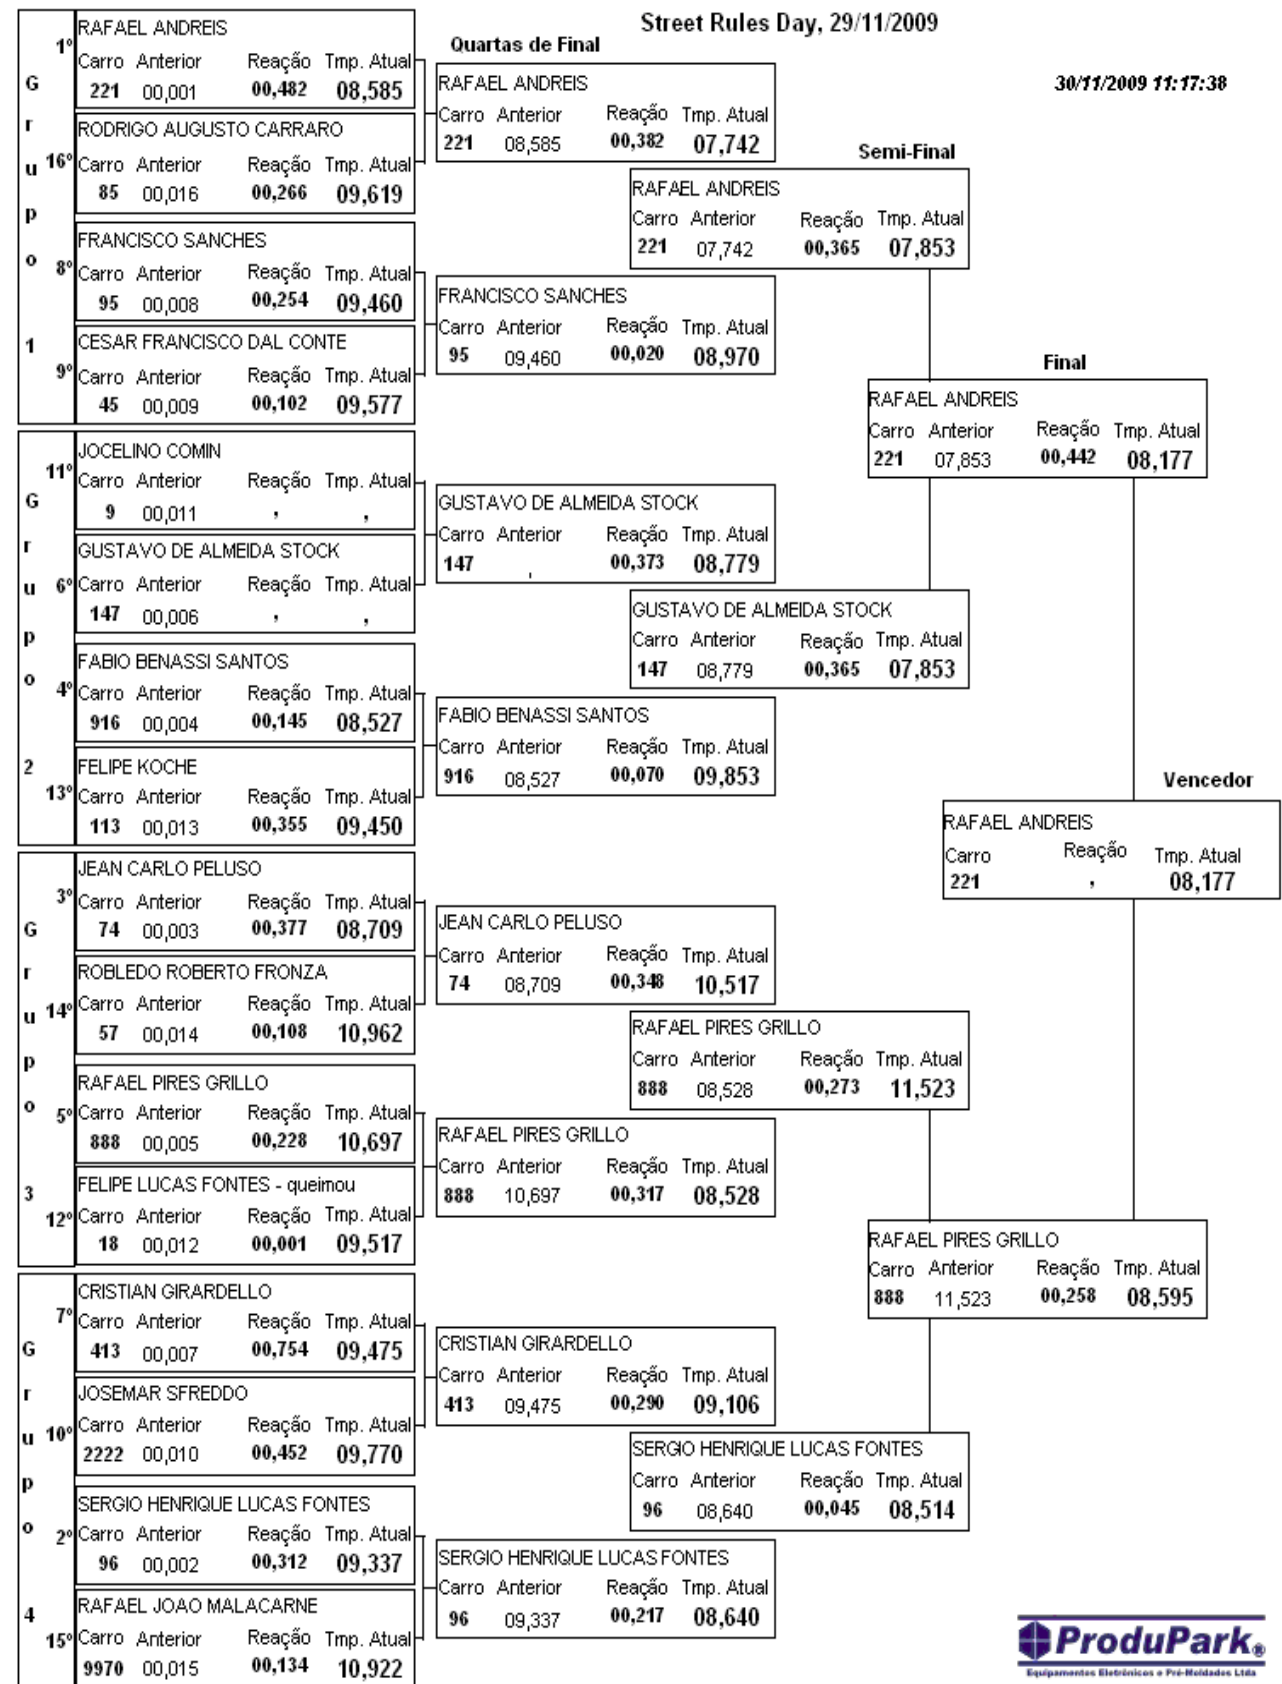 Street Rules Day, 29/11/2009
30/11/2009 11:17:38
G
r
u
p
o
1
1º
RAFAEL ANDREIS
Carro Anterior Reação Tmp. Atual
221 00,001 00,482 08,585
16º
RODRIGO AUGUSTO CARRARO
Carro Anterior Reação Tmp. Atual
85 00,016 00,266 09,619
8º
FRANCISCO SANCHES
Carro Anterior Reação Tmp. Atual
95 00,008 00,254 09,460
9º
CESAR FRANCISCO DAL CONTE
Carro Anterior Reação Tmp. Atual
45 00,009 00,102 09,577
G
r
u
p
o
2
11º
JOCELINO COMIN
Carro Anterior Reação Tmp. Atual
9 00,011 , ,
6º
GUSTAVO DE ALMEIDA STOCK
Carro Anterior Reação Tmp. Atual
147 00,006 , ,
4º
FABIO BENASSI SANTOS
Carro Anterior Reação Tmp. Atual
916 00,004 00,145 08,527
13º
FELIPE KOCHE
Carro Anterior Reação Tmp. Atual
113 00,013 00,355 09,450
G
r
u
p
o
3
3º
JEAN CARLO PELUSO
Carro Anterior Reação Tmp. Atual
74 00,003 00,377 08,709
14º
ROBLEDO ROBERTO FRONZA
Carro Anterior Reação Tmp. Atual
57 00,014 00,108 10,962
5º
RAFAEL PIRES GRILLO
Carro Anterior Reação Tmp. Atual
888 00,005 00,228 10,697
12º
FELIPE LUCAS FONTES - queimou
Carro Anterior Reação Tmp. Atual
18 00,012 00,001 09,517
G
r
u
p
o
4
7º
CRISTIAN GIRARDELLO
Carro Anterior Reação Tmp. Atual
413 00,007 00,754 09,475
10º
JOSEMAR SFREDDO
Carro Anterior Reação Tmp. Atual
2222 00,010 00,452 09,770
2º
SERGIO HENRIQUE LUCAS FONTES
Carro Anterior Reação Tmp. Atual
96 00,002 00,312 09,337
15º
RAFAEL JOAO MALACARNE
Carro Anterior Reação Tmp. Atual
9970 00,015 00,134 10,922
Quartas de Final
RAFAEL ANDREIS
Carro Anterior Reação Tmp. Atual
221 08,585 00,382 07,742
FRANCISCO SANCHES
Carro Anterior Reação Tmp. Atual
95 09,460 00,020 08,970
GUSTAVO DE ALMEIDA STOCK
Carro Anterior Reação Tmp. Atual
147 , 00,373 08,779
FABIO BENASSI SANTOS
Carro Anterior Reação Tmp. Atual
916 08,527 00,070 09,853
JEAN CARLO PELUSO
Carro Anterior Reação Tmp. Atual
74 08,709 00,348 10,517
RAFAEL PIRES GRILLO
Carro Anterior Reação Tmp. Atual
888 10,697 00,317 08,528
CRISTIAN GIRARDELLO
Carro Anterior Reação Tmp. Atual
413 09,475 00,290 09,106
SERGIO HENRIQUE LUCAS FONTES
Carro Anterior Reação Tmp. Atual
96 09,337 00,217 08,640
Semi-Final
RAFAEL ANDREIS
Carro Anterior Reação Tmp. Atual
221 07,742 00,365 07,853
GUSTAVO DE ALMEIDA STOCK
Carro Anterior Reação Tmp. Atual
147 08,779 00,365 07,853
RAFAEL PIRES GRILLO
Carro Anterior Reação Tmp. Atual
888 08,528 00,273 11,523
SERGIO HENRIQUE LUCAS FONTES
Carro Anterior Reação Tmp. Atual
96 08,640 00,045 08,514
Final
RAFAEL ANDREIS
Carro Anterior Reação Tmp. Atual
221 07,853 00,442 08,177
RAFAEL PIRES GRILLO
Carro Anterior Reação Tmp. Atual
888 11,523 00,258 08,595
Vencedor
RAFAEL ANDREIS
Carro Reação Tmp. Atual
221 , 08,177
ProduPark®
Equipamentos Eletrônicos e Pré-Moldados Ltda